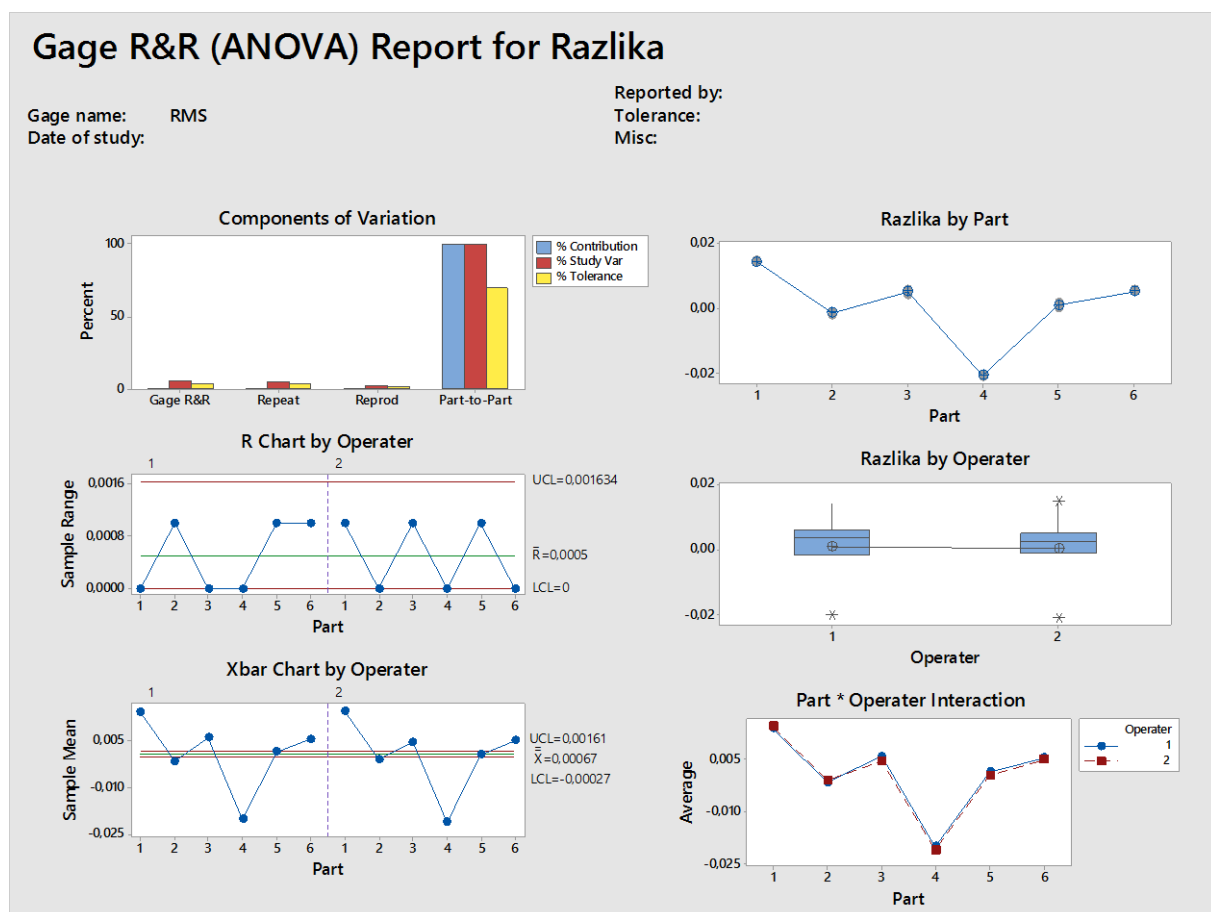 Gage R&R (ANOVA) Report for Razlika
Gage name: RMS
Date of study:
Reported by:
Tolerance:
Misc:
Components of Variation
Percent
100
50
0
Gage R&R Repeat Reprod Part-to-Part
% Contribution
% Study Var
% Tolerance
R Chart by Operater
1 2
Sample Range
0,0016
0,0008
0,0000
UCL=0,001634
R̄=0,0005
LCL=0
1 2 3 4 5 6 1 2 3 4 5 6
Part
Xbar Chart by Operater
1 2
Sample Mean
0,005
-0,010
-0,025
UCL=0,00161
X̿=0,00067
LCL=-0,00027
1 2 3 4 5 6 1 2 3 4 5 6
Part
Razlika by Part
0,02
0,00
-0,02
1 2 3 4 5 6
Part
Razlika by Operater
0,02
0,00
-0,02
1 2
Operater
Part * Operater Interaction
Average
0,005
-0,010
-0,025
1 2 3 4 5 6
Part
Operater
1
2